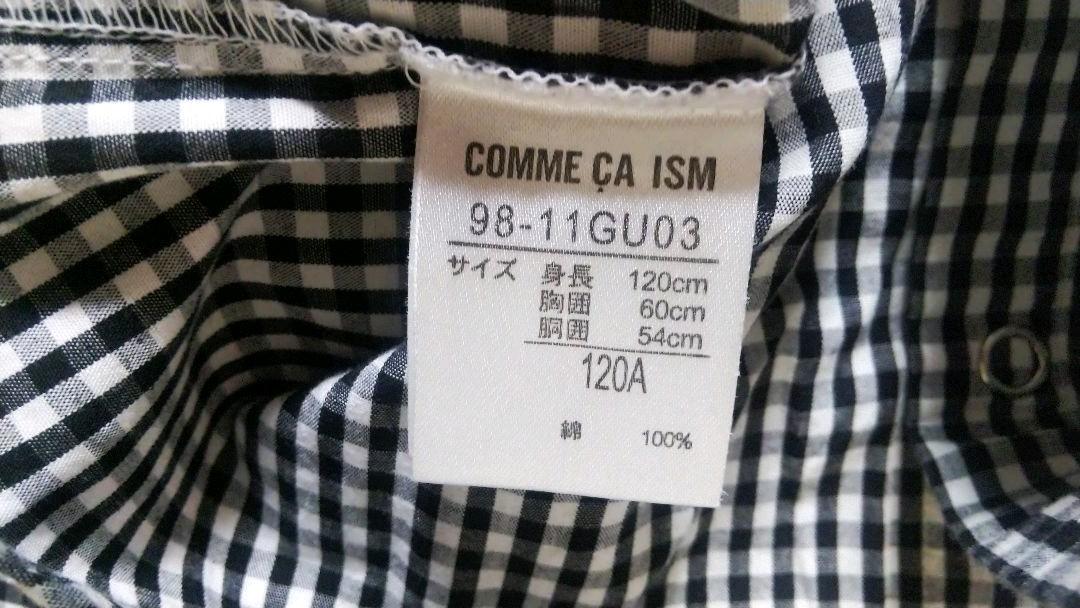 COMME ÇA ISM
98-11GU03
サイズ 身長 120cm
胸囲 60cm
胴囲 54cm
120A
綿 100%